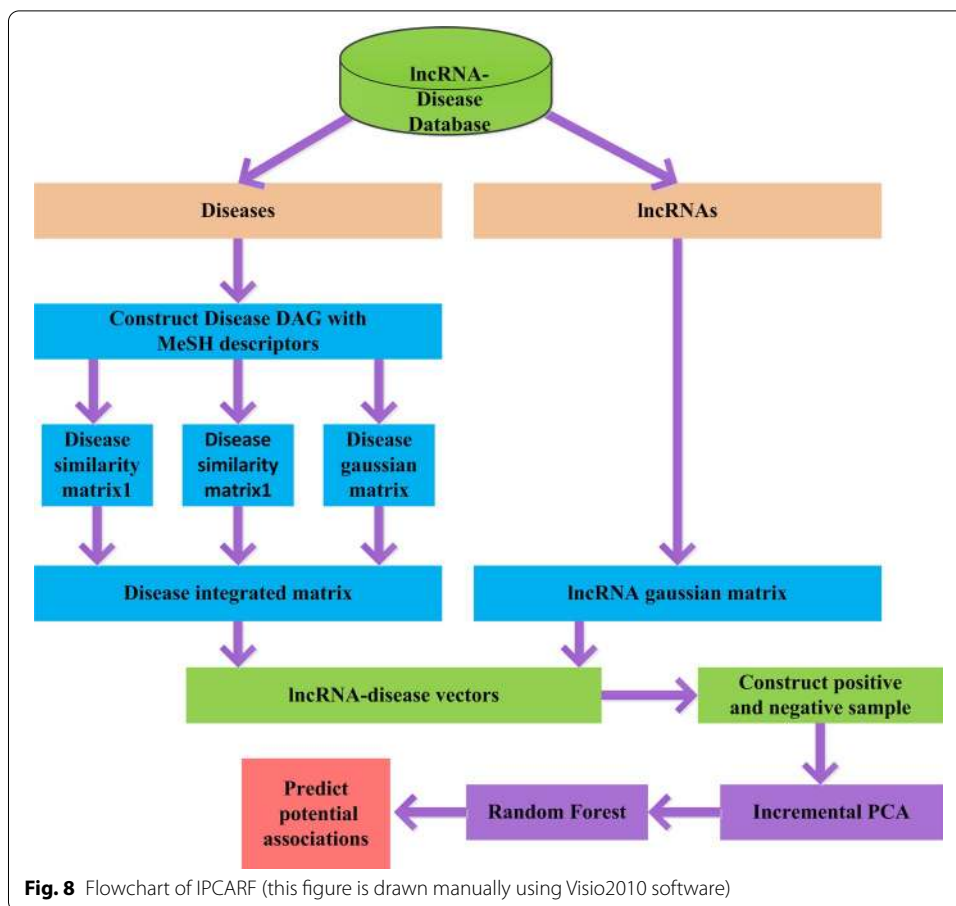 lncRNA-
Disease
Database
Diseases
lncRNAs
Construct Disease DAG with
MeSH descriptors
Disease
similarity
matrix1
Disease
similarity
matrix1
Disease
gaussian
matrix
Disease integrated matrix
lncRNA gaussian matrix
lncRNA-disease vectors
Construct positive
and negative sample
Predict
potential
associations
Random Forest
Incremental PCA
Fig. 8 Flowchart of IPCARF (this figure is drawn manually using Visio2010 software)